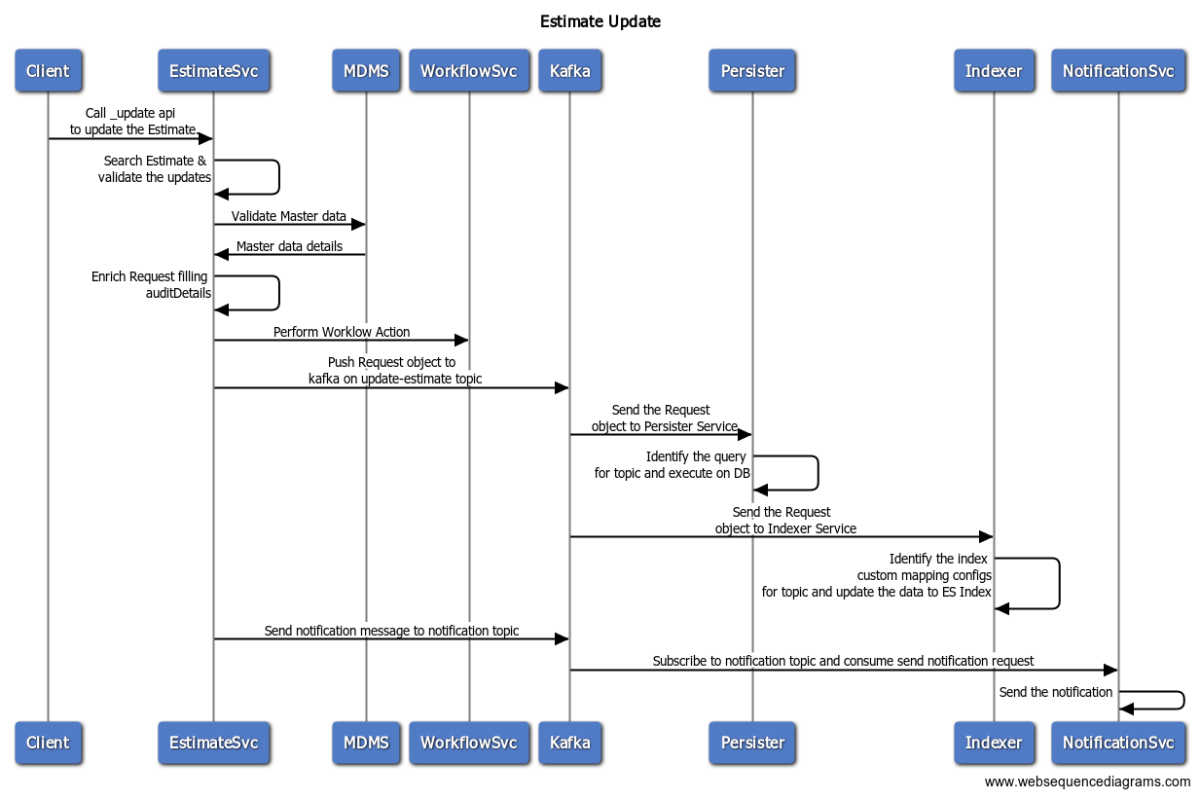 Estimate Update
Client
EstimateSvc
MDMS
WorkflowSvc
Kafka
Persister
Indexer
NotificationSvc
Call _update api
to update the Estimate
Search Estimate &
validate the updates
Validate Master data
Master data details
Enrich Request filling
auditDetails
Perform Worklow Action
Push Request object to
kafka on update-estimate topic
Send the Request
object to Persister Service
Identify the query
for topic and execute on DB
Send the Request
object to Indexer Service
Identify the index
custom mapping configs
for topic and update the data to ES Index
Send notification message to notification topic
Subscribe to notification topic and consume send notification request
Send the notification
Client
EstimateSvc
MDMS
WorkflowSvc
Kafka
Persister
Indexer
NotificationSvc
www.websequencediagrams.com